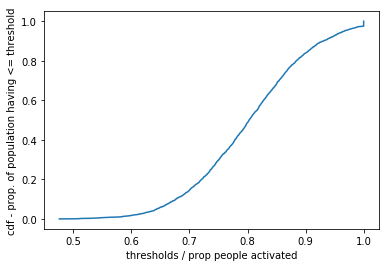 cdf - prop. of population having <= threshold
1.0
0.8
0.6
0.4
0.2
0.0
0.5 0.6 0.7 0.8 0.9 1.0
thresholds / prop people activated